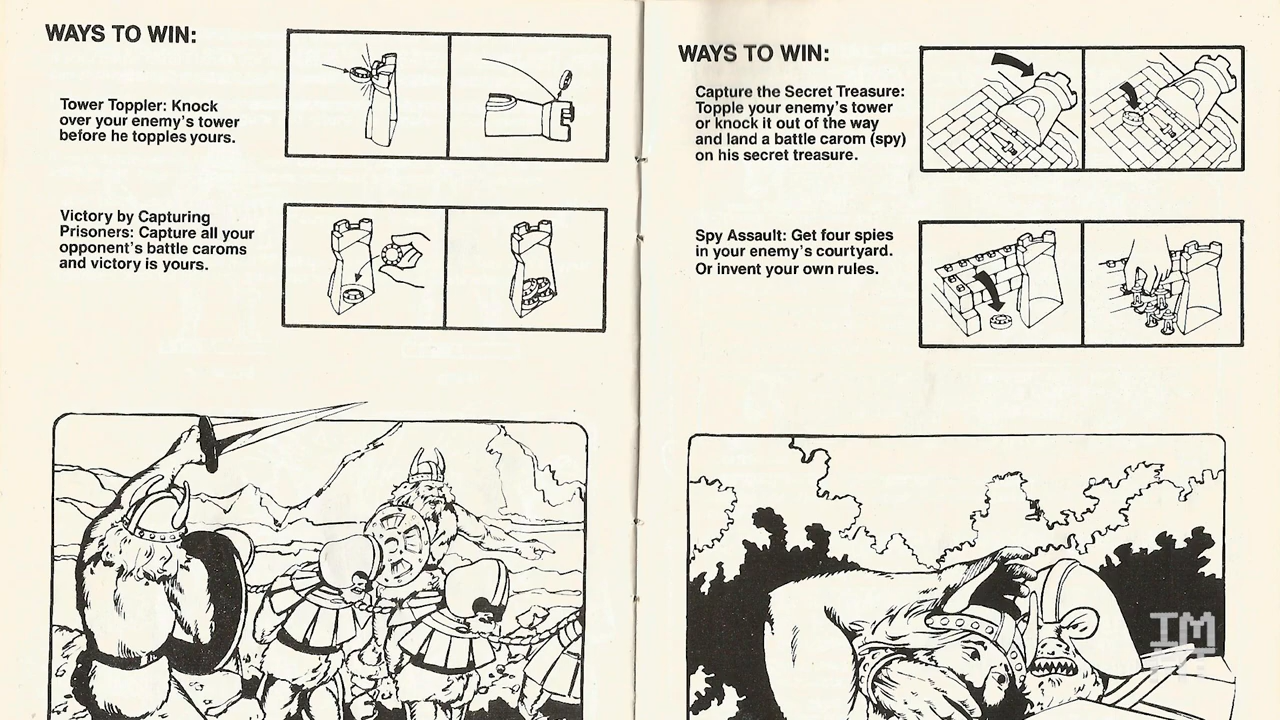 WAYS TO WIN:
Tower Toppler: Knock
over your enemy's tower
before he topples yours.
Victory by Capturing
Prisoners: Capture all your
opponent's battle caroms
and victory is yours.
WAYS TO WIN:
Capture the Secret Treasure:
Topple your enemy's tower
or knock it out of the way
and land a battle carom (spy)
on his secret treasure.
Spy Assault: Get four spies
in your enemy's courtyard.
Or invent your own rules.
IM